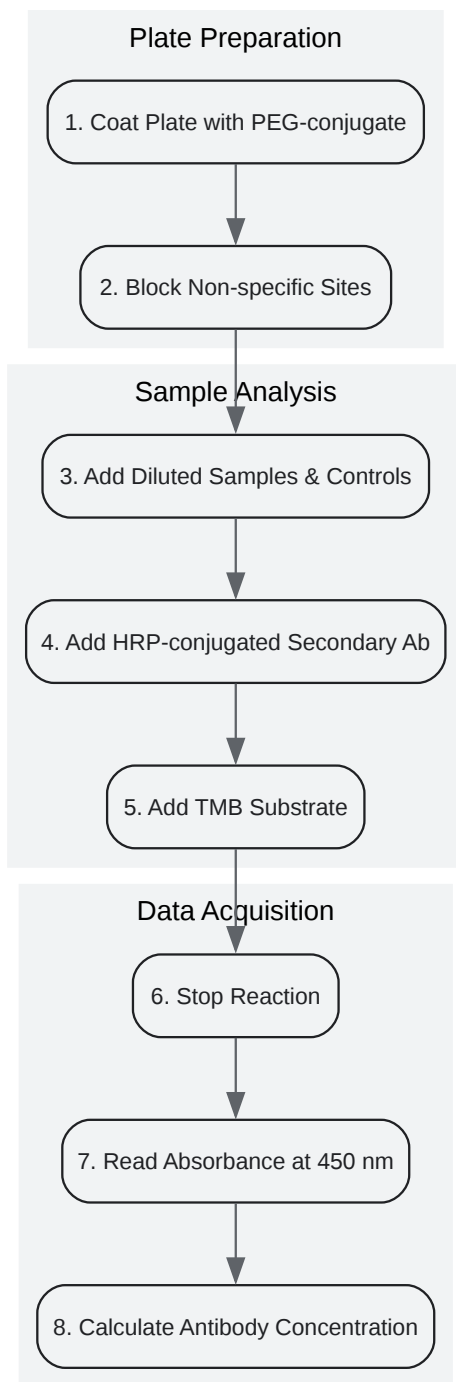 Plate Preparation
1. Coat Plate with PEG-conjugate
2. Block Non-specific Sites
Sample Analysis
3. Add Diluted Samples & Controls
4. Add HRP-conjugated Secondary Ab
5. Add TMB Substrate
Data Acquisition
6. Stop Reaction
7. Read Absorbance at 450 nm
8. Calculate Antibody Concentration